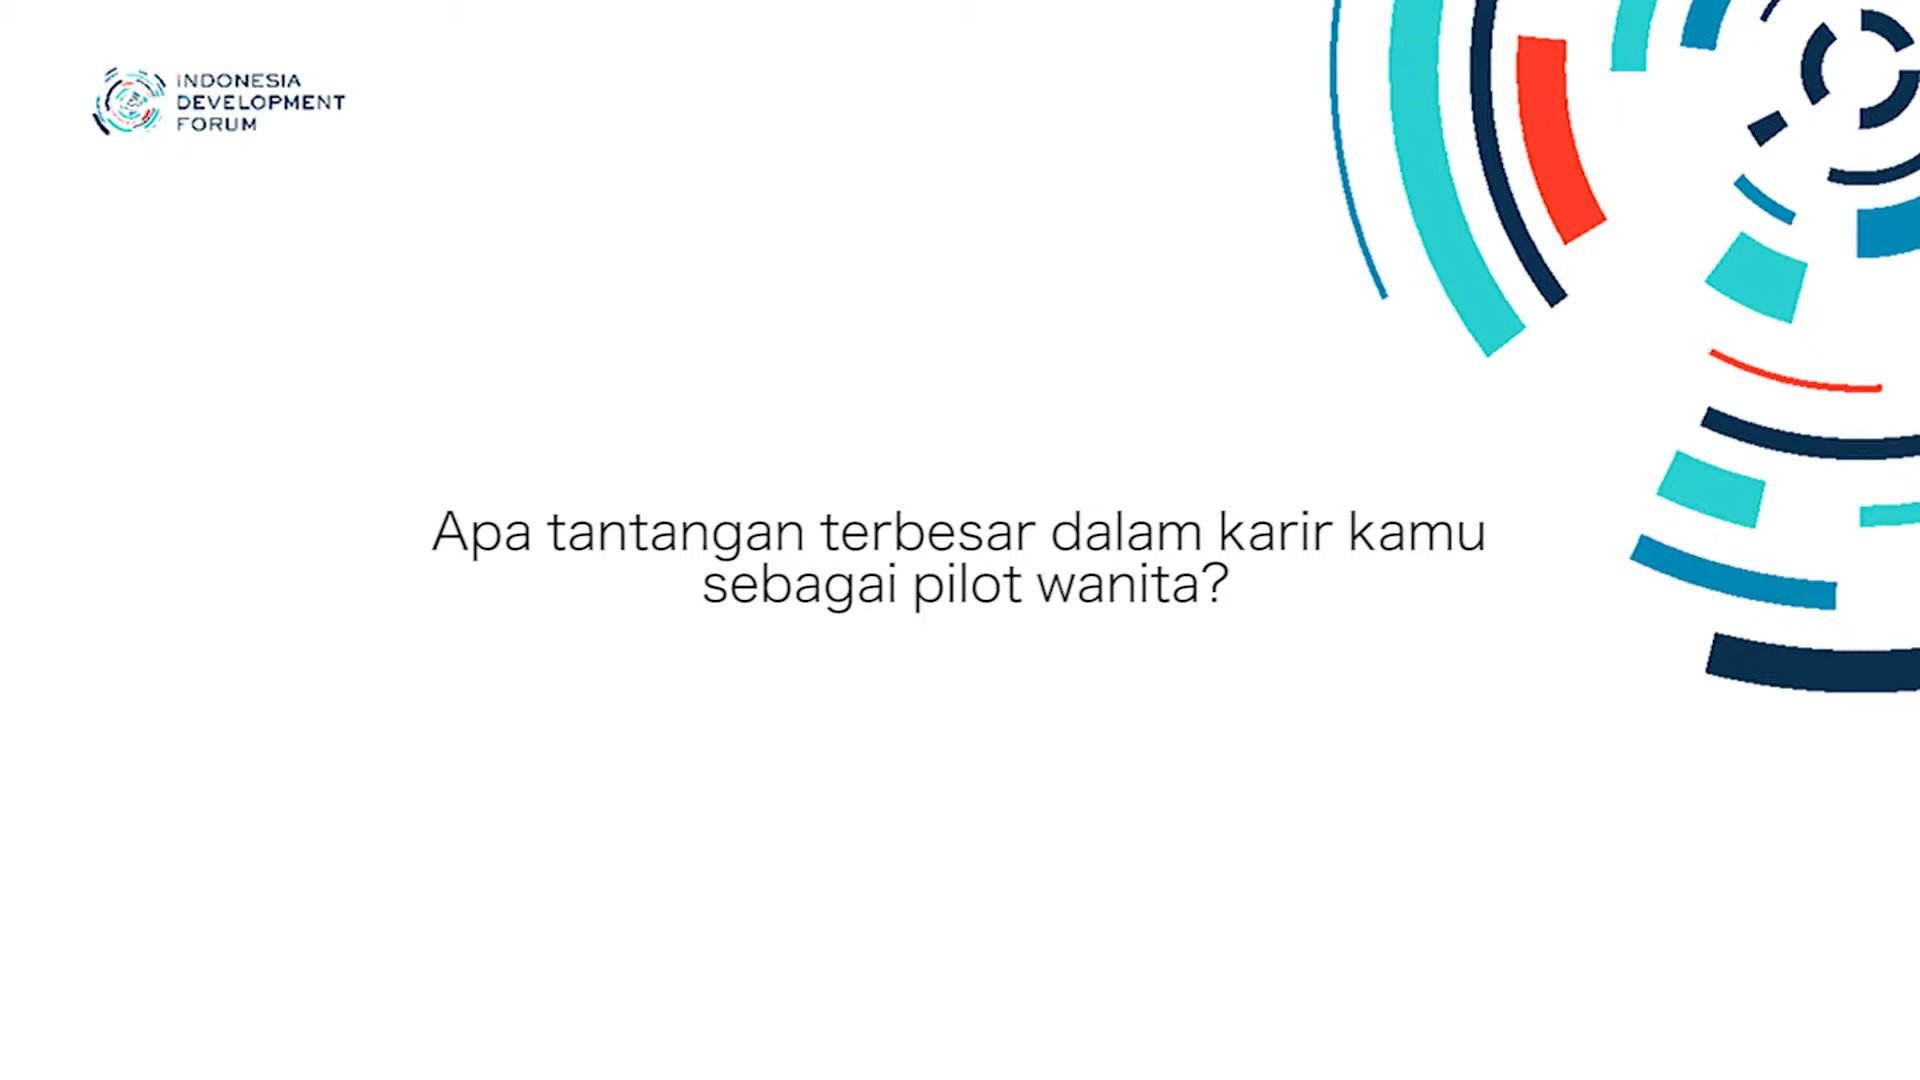 INDONESIA
DEVELOPMENT
FORUM
Apa tantangan terbesar dalam karir kamu
sebagai pilot wanita?